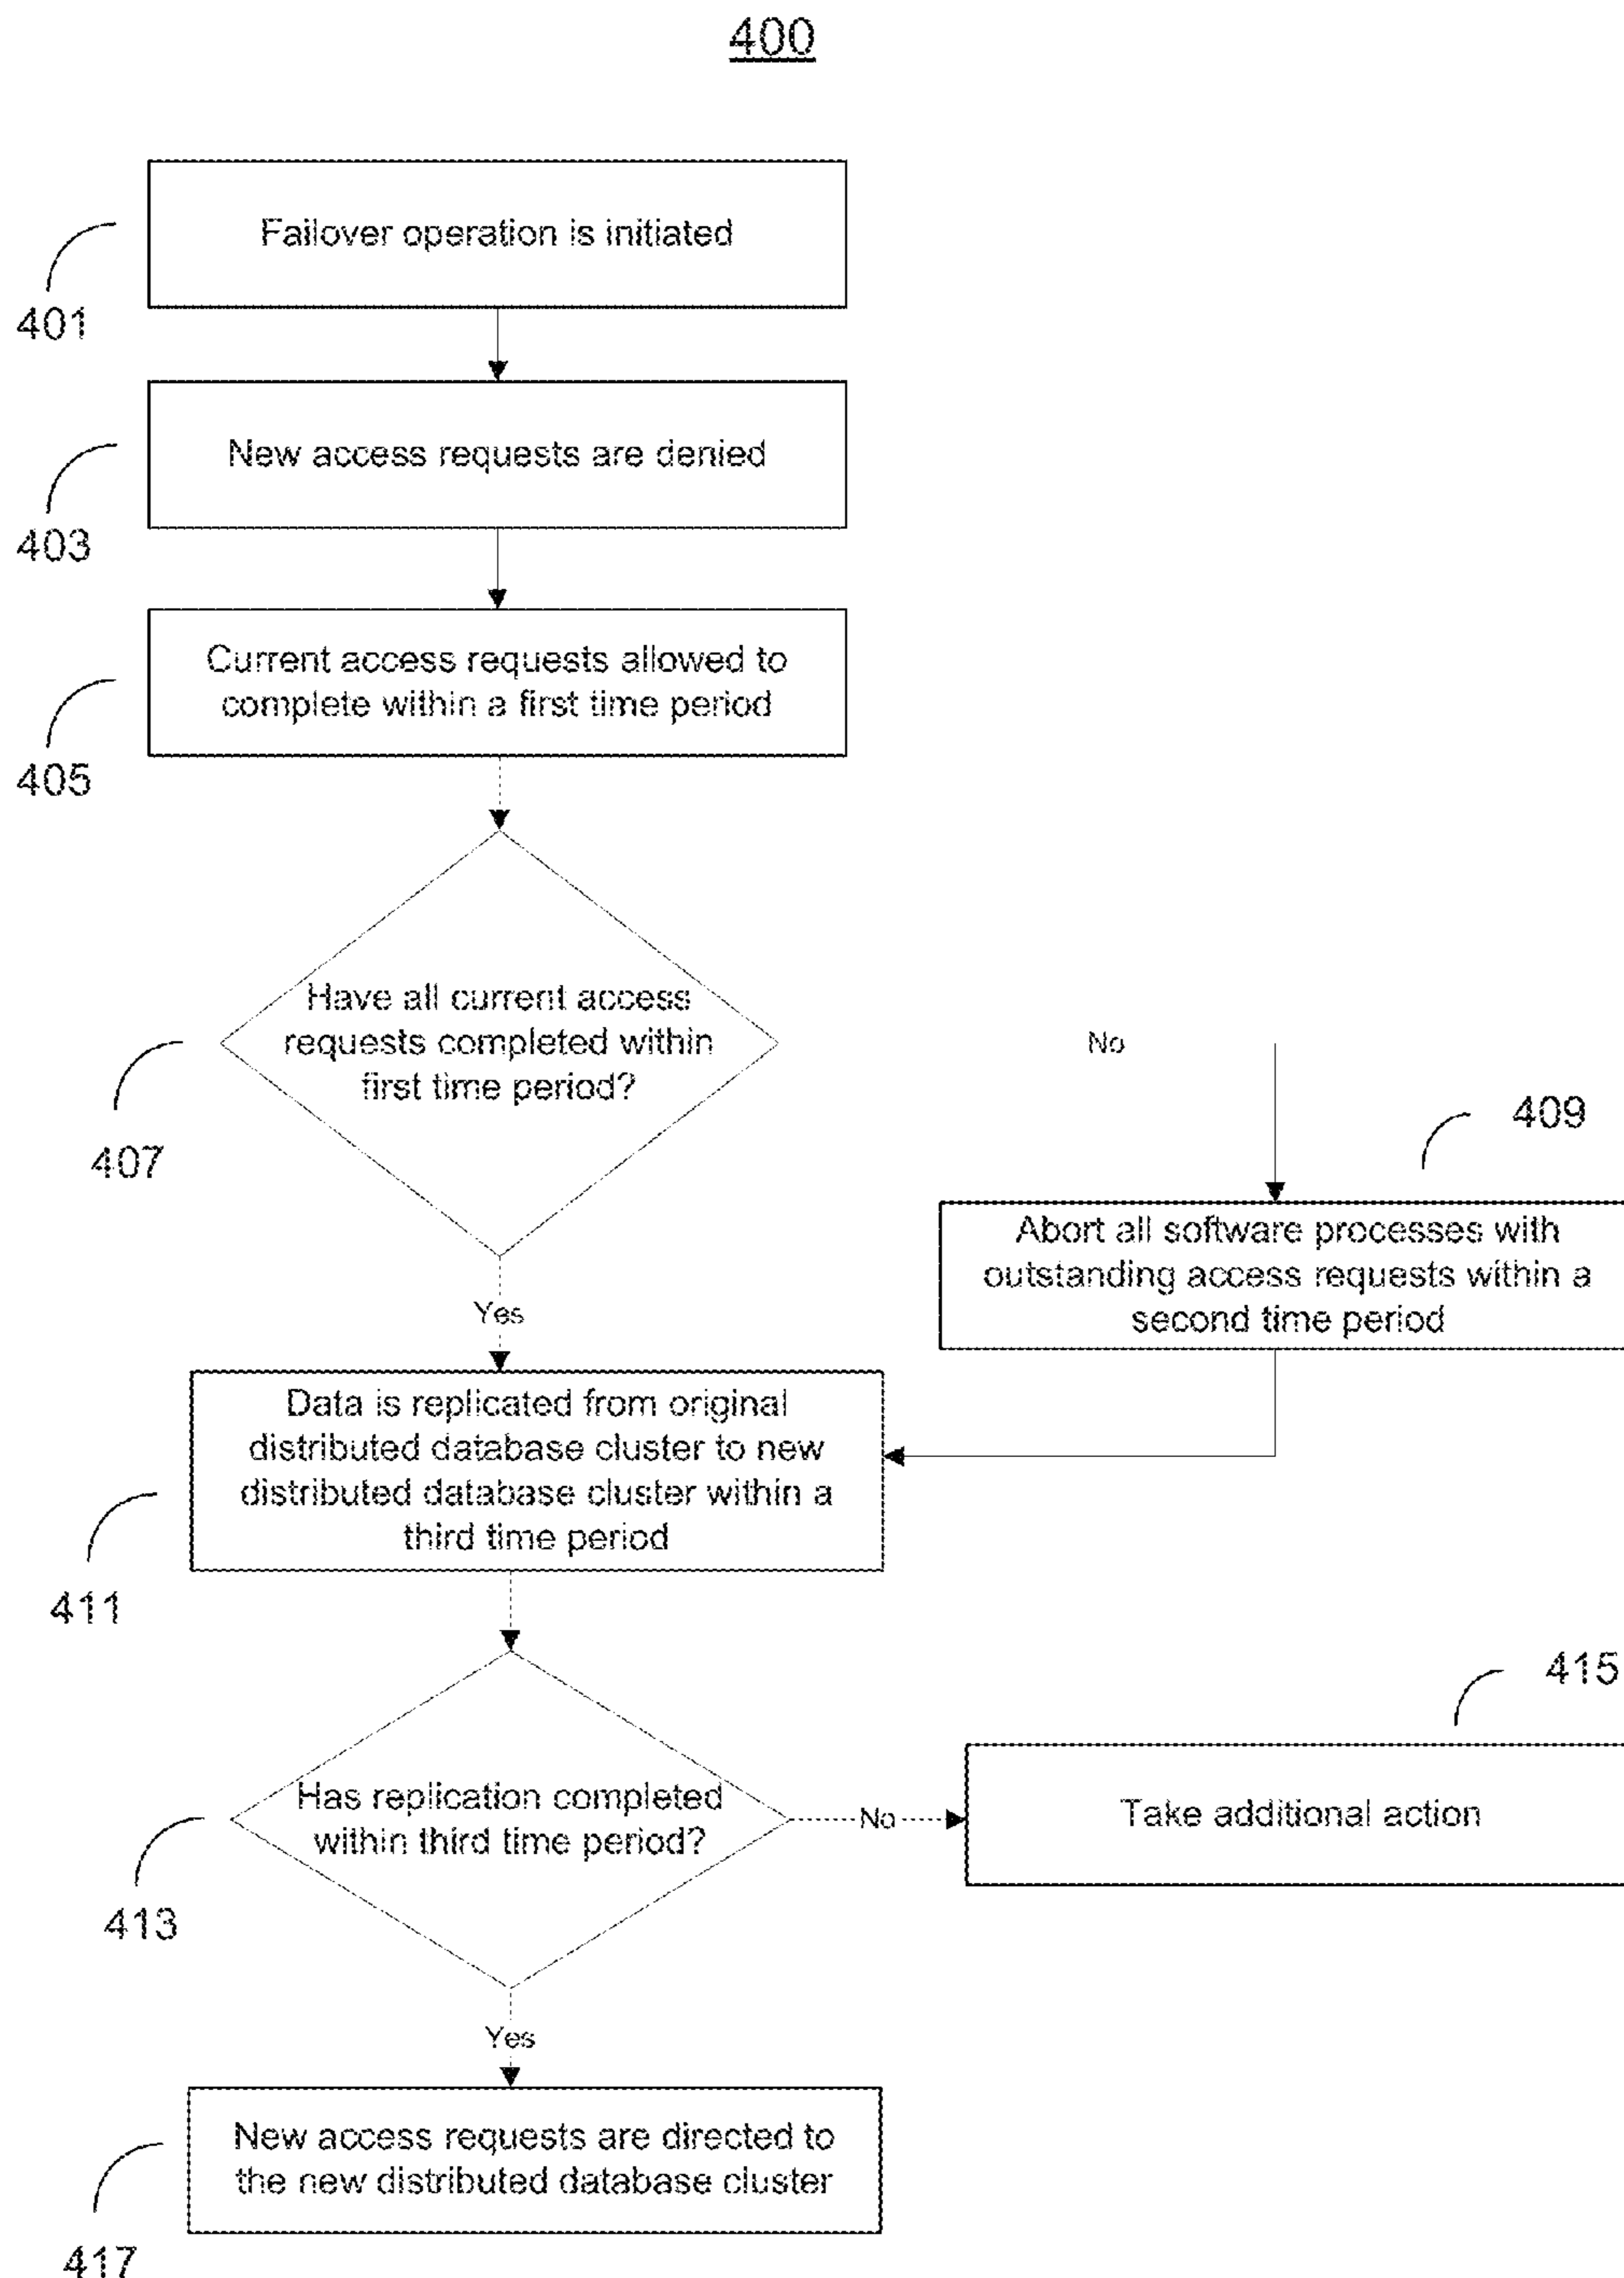 400
Failover operation is initiated
401
New access requests are denied
403
Current access requests allowed to
complete within a first time period
405
Have all current access
requests completed within
first time period?
407
No
409
Abort all software processes with
outstanding access requests within a
second time period
Yes
Data is replicated from original
distributed database cluster to new
distributed database cluster within a
third time period
411
415
Has replication completed
within third time period?
No
Take additional action
413
Yes
New access requests are directed to
the new distributed database cluster
417